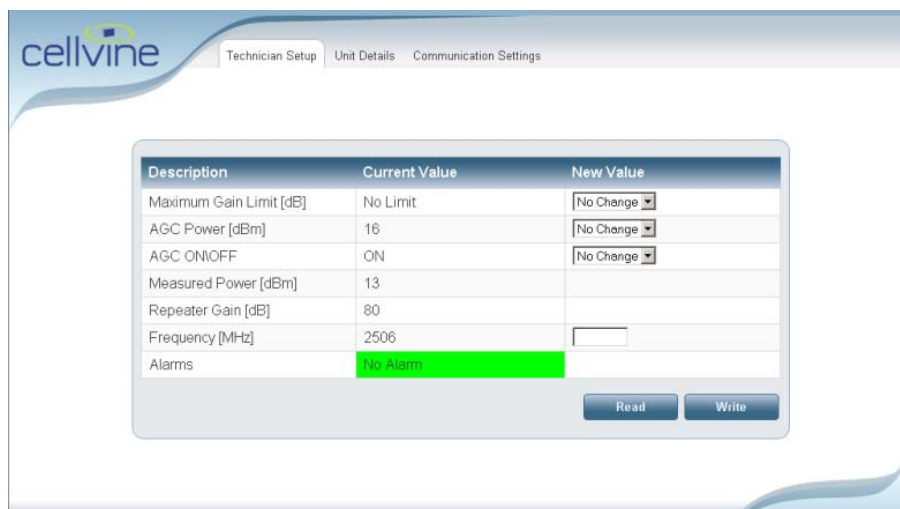 cellvine
Technician Setup Unit Details Communication Settings
Description Current Value New Value
Maximum Gain Limit [dB] No Limit No Change
AGC Power [dBm] 16 No Change
AGC ON\OFF ON No Change
Measured Power [dBm] 13
Repeater Gain [dB] 80
Frequency [MHz] 2506
Alarms No Alarm
Read Write